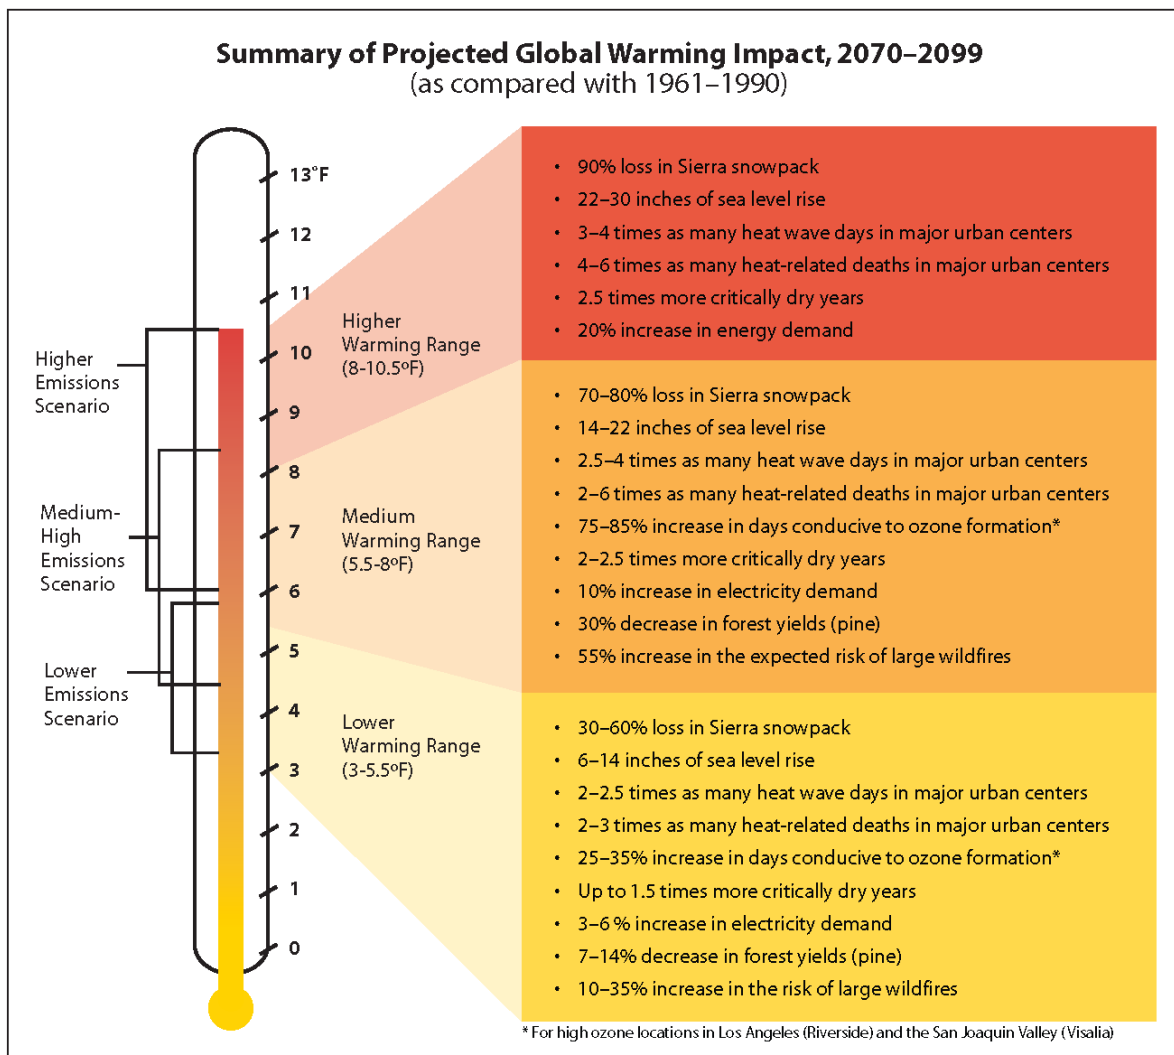 Summary of Projected Global Warming Impact, 2070–2099
(as compared with 1961–1990)
13˚F
12
11
10
9
8
7
6
5
4
3
2
1
0
Higher
Emissions
Scenario
Medium-
High
Emissions
Scenario
Lower
Emissions
Scenario
Higher
Warming Range
(8-10.5ºF)
Medium
Warming Range
(5.5-8ºF)
Lower
Warming Range
(3-5.5ºF)
• 90% loss in Sierra snowpack
• 22–30 inches of sea level rise
• 3–4 times as many heat wave days in major urban centers
• 4–6 times as many heat-related deaths in major urban centers
• 2.5 times more critically dry years
• 20% increase in energy demand
• 70–80% loss in Sierra snowpack
• 14–22 inches of sea level rise
• 2.5–4 times as many heat wave days in major urban centers
• 2–6 times as many heat-related deaths in major urban centers
• 75–85% increase in days conducive to ozone formation*
• 2–2.5 times more critically dry years
• 10% increase in electricity demand
• 30% decrease in forest yields (pine)
• 55% increase in the expected risk of large wildfires
• 30–60% loss in Sierra snowpack
• 6–14 inches of sea level rise
• 2–2.5 times as many heat wave days in major urban centers
• 2–3 times as many heat-related deaths in major urban centers
• 25–35% increase in days conducive to ozone formation*
• Up to 1.5 times more critically dry years
• 3–6 % increase in electricity demand
• 7–14% decrease in forest yields (pine)
• 10–35% increase in the risk of large wildfires
* For high ozone locations in Los Angeles (Riverside) and the San Joaquin Valley (Visalia)